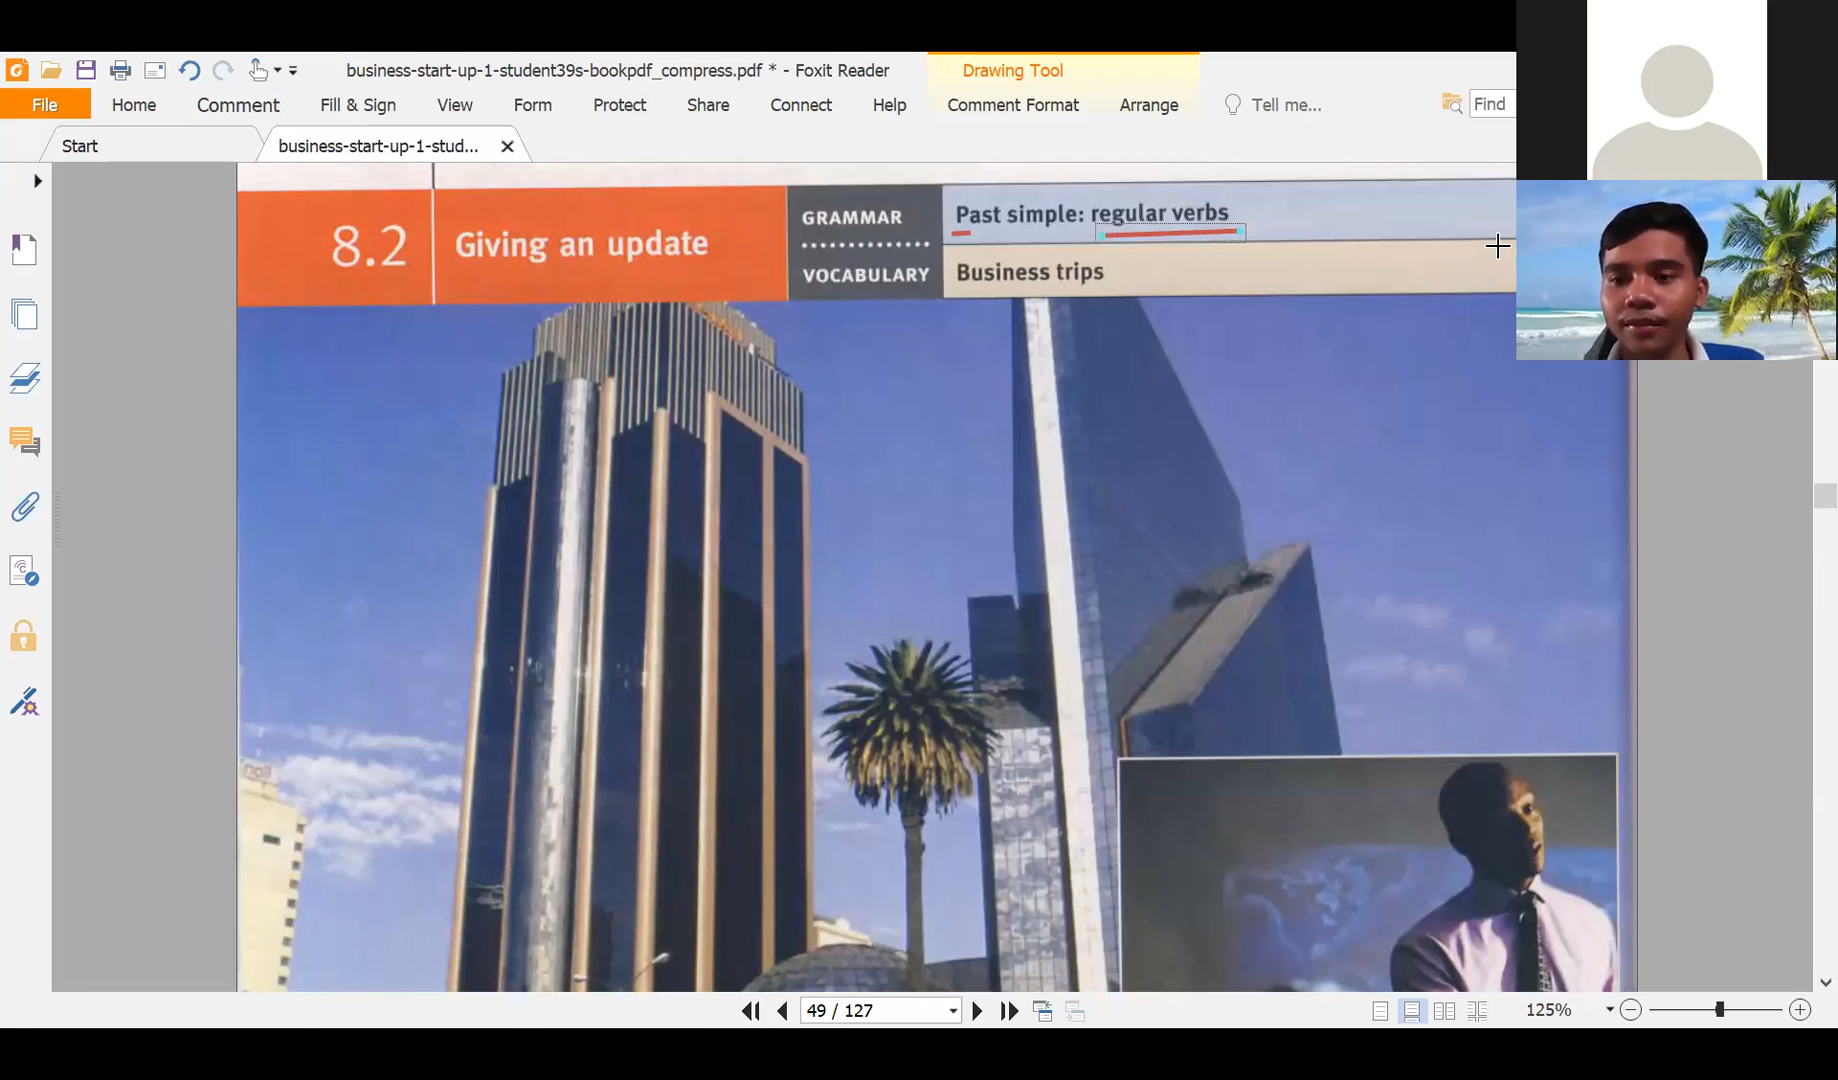 business-start-up-1-student39s-bookpdf_compress.pdf * - Foxit Reader
Drawing Tool
File
Home
Comment
Fill & Sign
View
Form
Protect
Share
Connect
Help
Comment Format
Arrange
Tell me...
Find
Start
business-start-up-1-stud...
8.2
Giving an update
GRAMMAR
Past simple: regular verbs
VOCABULARY
Business trips
49 / 127
125%